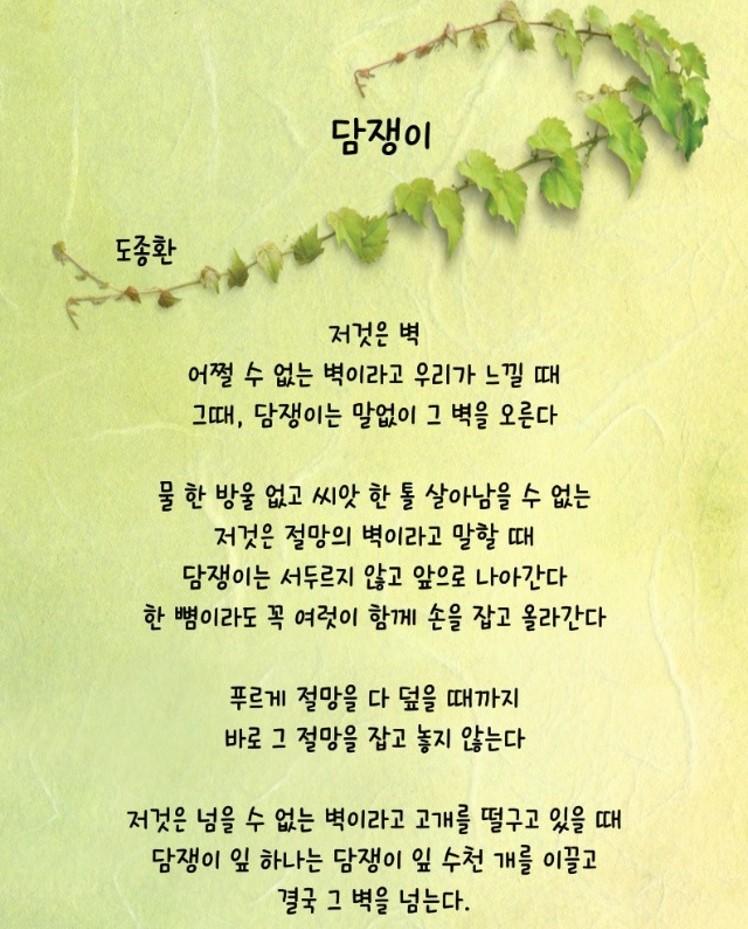 담쟁이
도종환
저것은 벽
어쩔 수 없는 벽이라고 우리가 느낄 때
그때, 담쟁이는 말없이 그 벽을 오른다
물 한 방울 없고 씨앗 한 톨 살아남을 수 없는
저것은 절망의 벽이라고 말할 때
담쟁이는 서두르지 않고 앞으로 나아간다
한 뼘이라도 꼭 여럿이 함께 손을 잡고 올라간다
푸르게 절망을 다 덮을 때까지
바로 그 절망을 잡고 놓지 않는다
저것은 넘을 수 없는 벽이라고 고개를 떨구고 있을 때
담쟁이 잎 하나는 담쟁이 잎 수천 개를 이끌고
결국 그 벽을 넘는다.